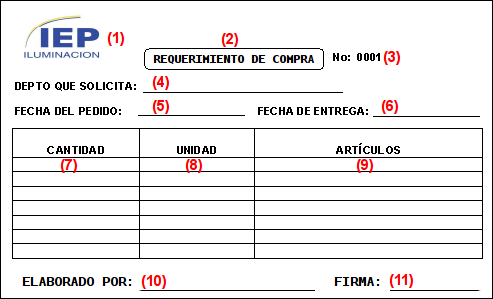 IEP (1)
ILUMINACION
(2)
REQUERIMIENTO DE COMPRA No: 0001 (3)
DEPTO QUE SOLICITA: (4)
FECHA DEL PEDIDO: (5) FECHA DE ENTREGA: (6)
CANTIDAD UNIDAD ARTÍCULOS
(7) (8) (9)
ELABORADO POR: (10) FIRMA: (11)